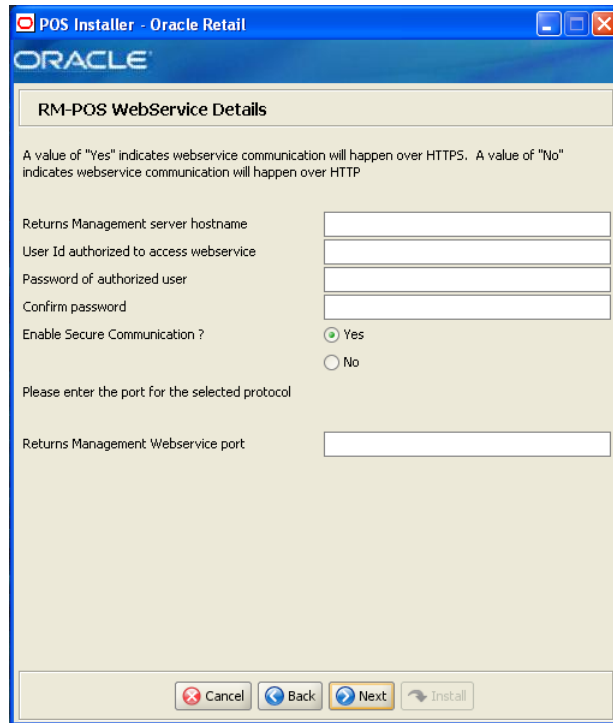 POS Installer - Oracle Retail
ORACLE
RM-POS WebService Details
A value of "Yes" indicates webservice communication will happen over HTTPS. A value of "No"
indicates webservice communication will happen over HTTP
Returns Management server hostname
User Id authorized to access webservice
Password of authorized user
Confirm password
Enable Secure Communication ?
Yes
No
Please enter the port for the selected protocol
Returns Management Webservice port
Cancel
Back
Next
Install